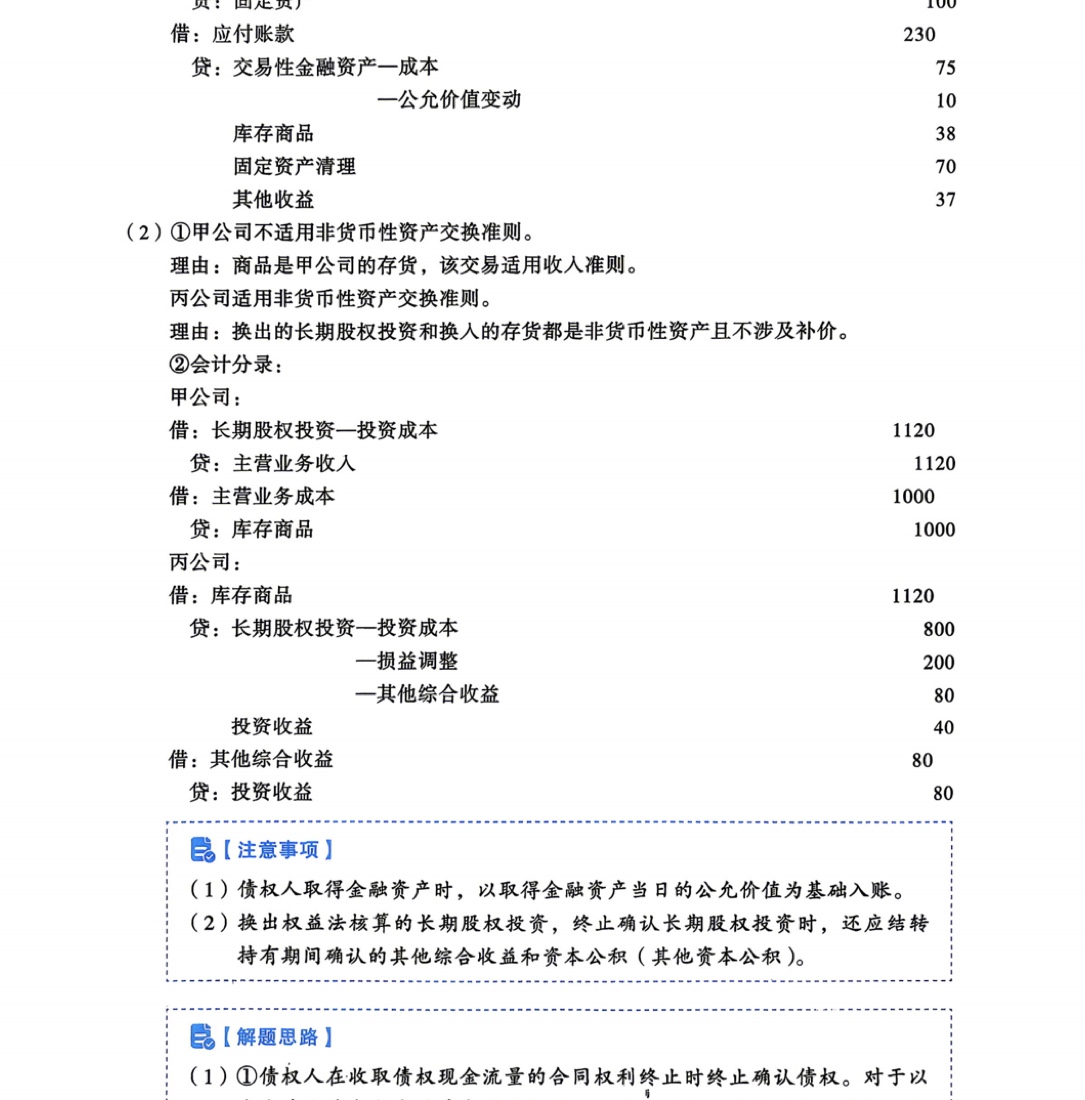 贷：固定资产 100
借：应付账款 230
贷：交易性金融资产—成本 75
—公允价值变动 10
库存商品 38
固定资产清理 70
其他收益 37
（2）①甲公司不适用非货币性资产交换准则。
理由：商品是甲公司的存货，该交易适用收入准则。
丙公司适用非货币性资产交换准则。
理由：换出的长期股权投资和换入的存货都是非货币性资产且不涉及补价。
②会计分录：
甲公司：
借：长期股权投资—投资成本 1120
贷：主营业务收入 1120
借：主营业务成本 1000
贷：库存商品 1000
丙公司：
借：库存商品 1120
贷：长期股权投资—投资成本 800
—损益调整 200
—其他综合收益 80
投资收益 40
借：其他综合收益 80
贷：投资收益 80
【注意事项】
（1）债权人取得金融资产时，以取得金融资产当日的公允价值为基础入账。
（2）换出权益法核算的长期股权投资，终止确认长期股权投资时，还应结转
持有期间确认的其他综合收益和资本公积（其他资本公积）。
【解题思路】
（1）①债权人在收取债权现金流量的合同权利终止时终止确认债权。对于以